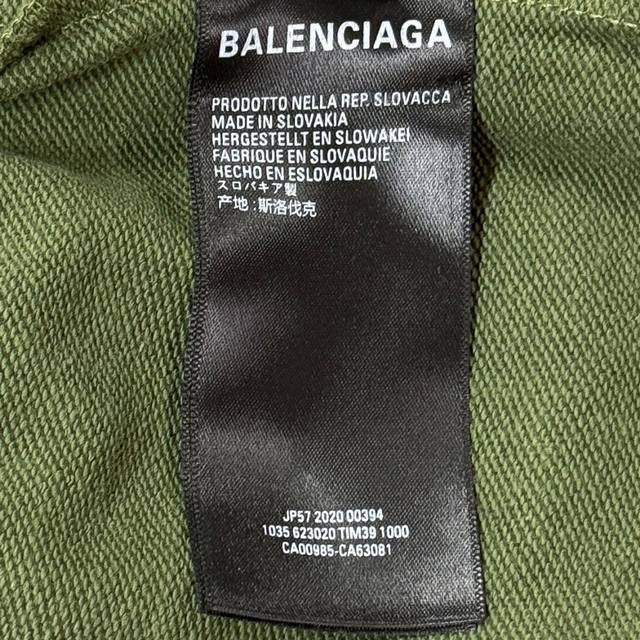 BALENCIAGA
PRODOTTO NELLA REP. SLOVACCA
MADE IN SLOVAKIA
HERGESTELLT EN SLOWAKEI
FABRIQUE EN SLOVAQUIE
HECHO EN ESLOVAQUIA
スロバキア製
产地:斯洛伐克
JP57 2020 00394
1035 623020 TIM39 1000
CA00985-CA63081